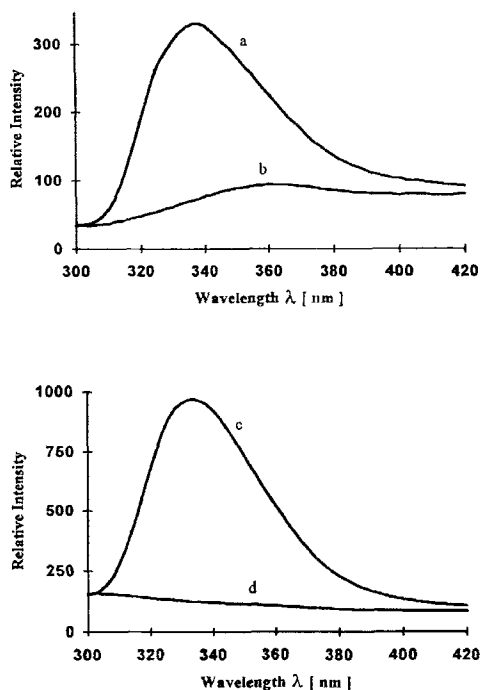 Relative Intensity
300
200
100
0
a
b
300 320 340 360 380 400 420
Wavelength λ [ nm ]
Relative Intensity
1000
750
500
250
0
c
d
300 320 340 360 380 400 420
Wavelength λ [ nm ]